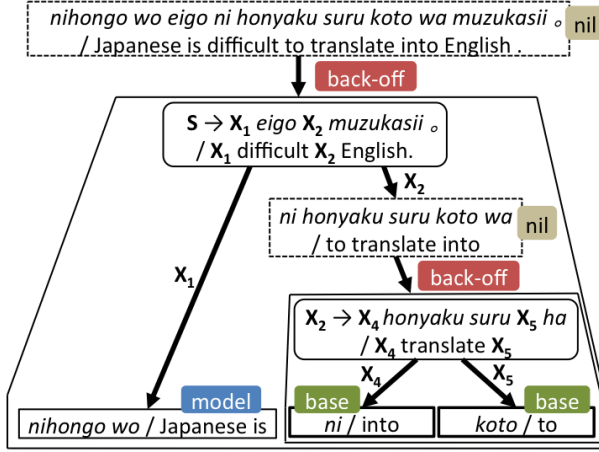 nihongo wo eigo ni honyaku suru koto wa muzukasii 。
/ Japanese is difficult to translate into English .
nil
back-off
S → X1 eigo X2 muzukasii 。
/ X1 difficult X2 English.
X2
ni honyaku suru koto wa
/ to translate into
nil
X1
back-off
X2 → X4 honyaku suru X5 ha
/ X4 translate X5
X4
X5
model
base
base
nihongo wo / Japanese is
ni / into
koto / to